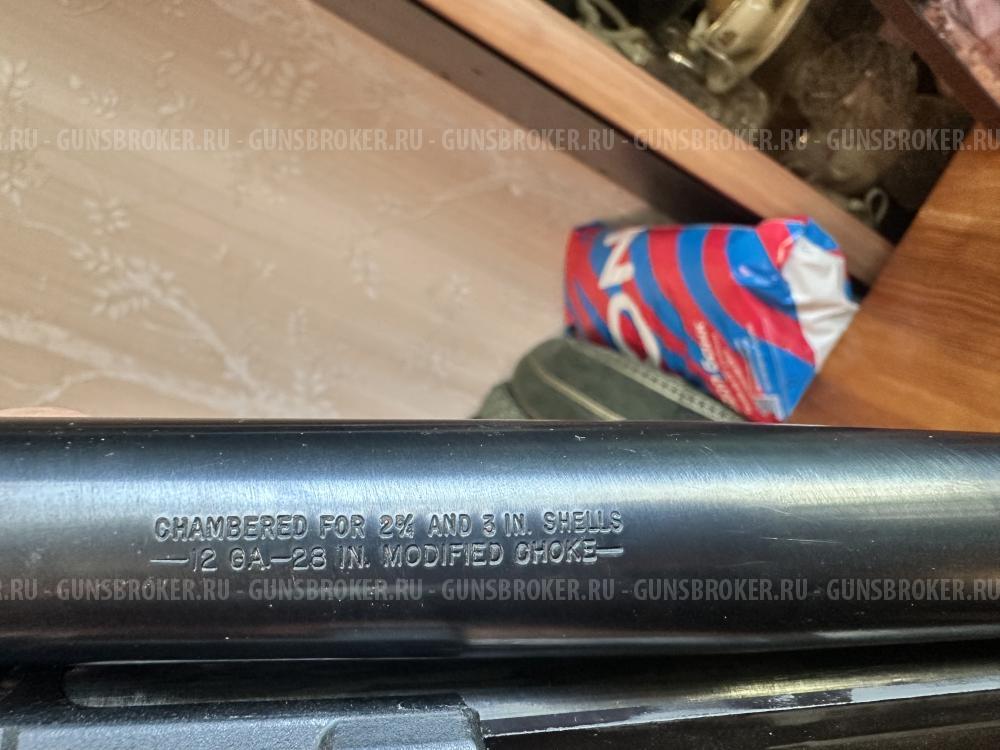 .RU - GUNSBROKER.RU - GUNSBROKER.RU - GUNSBROKER.RU - GUNSBROKER.RU - GUNSBROKER
ON
CHAMBERED FOR 2¾ AND 3 IN. SHELLS
—12 GA.—28 IN. MODIFIED CHOKE—
.RU - GUNSBROKER.RU - GUNSBROKER.RU - GUNSBROKER.RU - GUNSBROKER.RU - GUNSBROKER